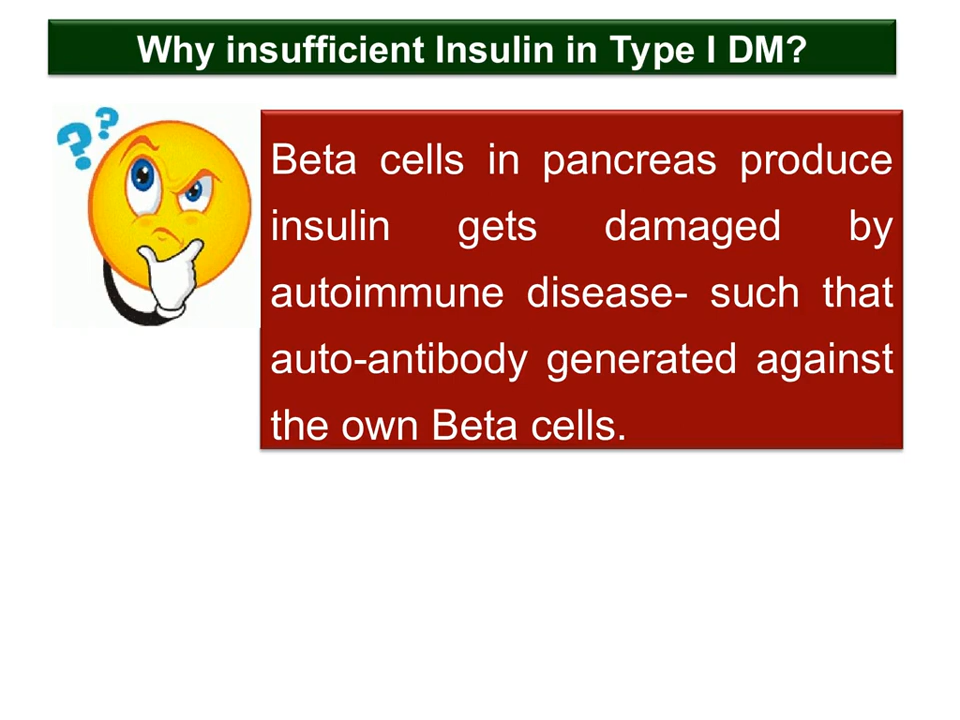 Why insufficient Insulin in Type I DM?
? ?
Beta cells in pancreas produce
insulin gets damaged by
autoimmune disease- such that
auto-antibody generated against
the own Beta cells.